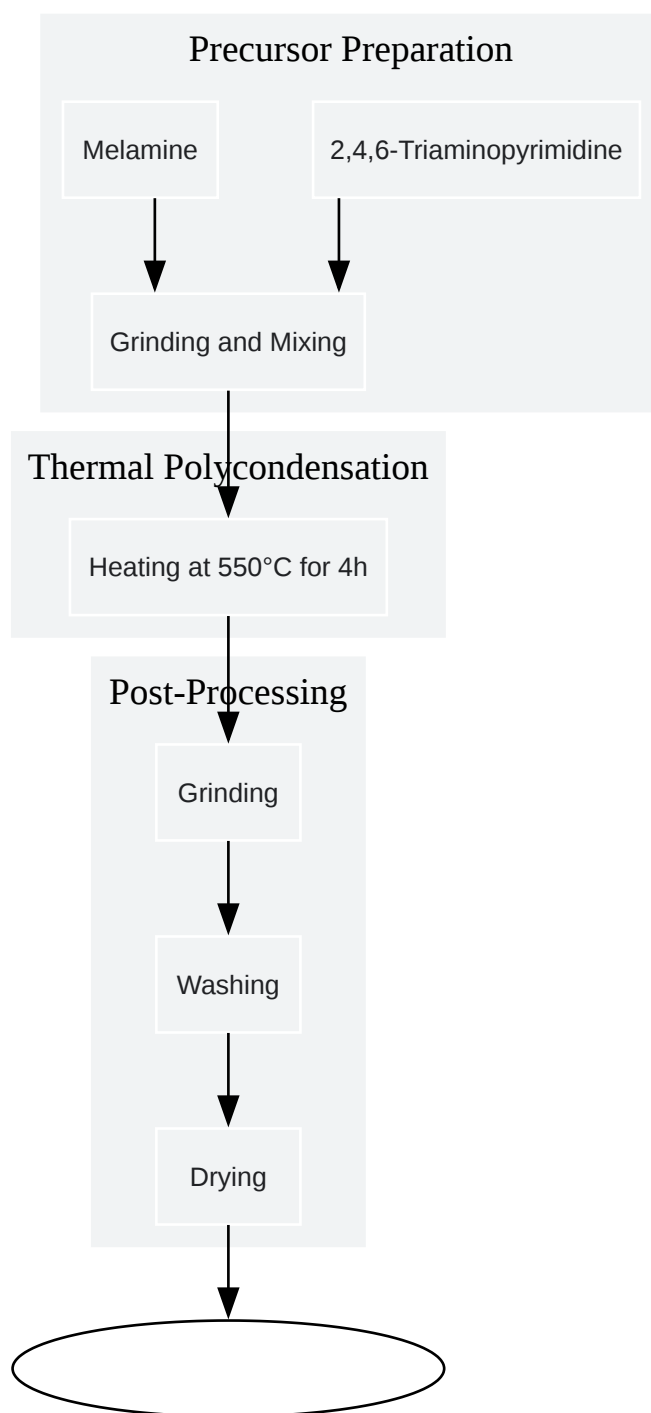 Precursor Preparation
Melamine
2,4,6-Triaminopyrimidine
Grinding and Mixing
Thermal Polycondensation
Heating at 550°C for 4h
Post-Processing
Grinding
Washing
Drying